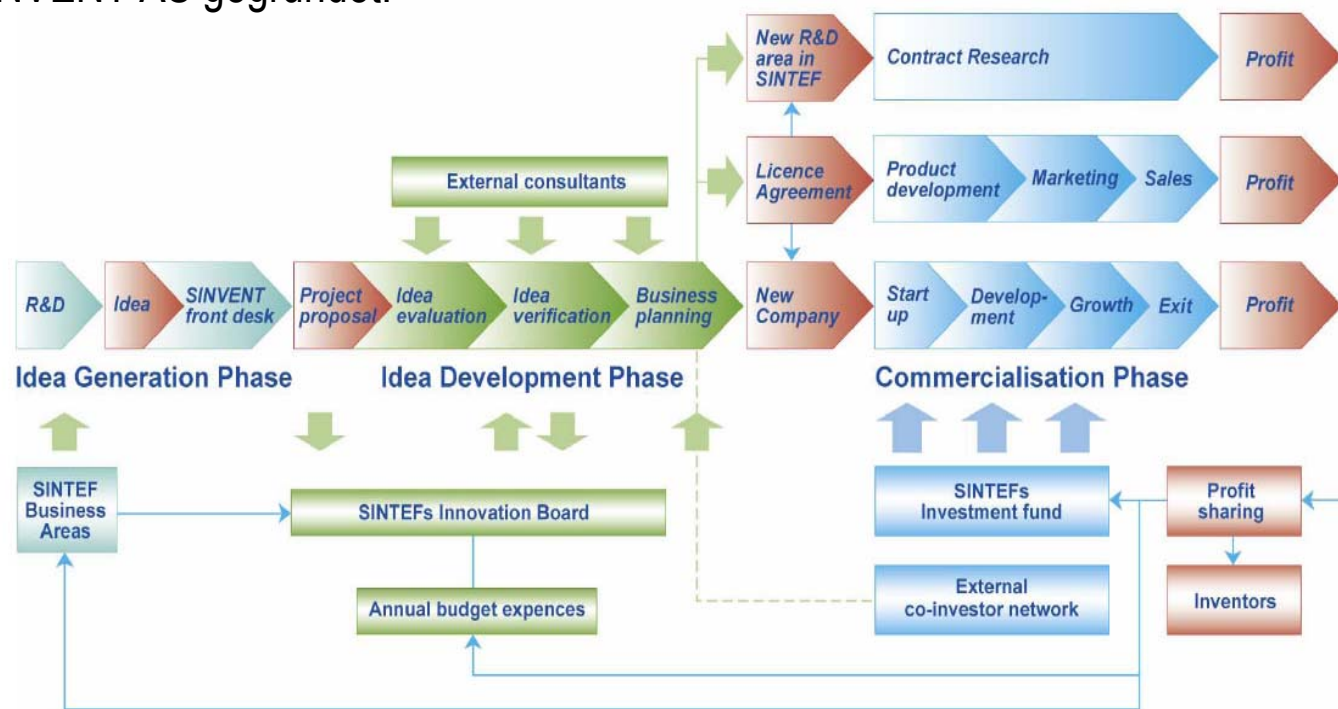 NVENT AS gegründet.
New R&D
area in
SINTEF
Contract Research
Profit
External consultants
Licence
Agreement
Product
development
Marketing
Sales
Profit
R&D
Idea
SINVENT
front desk
Project
proposal
Idea
evaluation
Idea
verification
Business
planning
New
Company
Start
up
Develop-
ment
Growth
Exit
Profit
Idea Generation Phase
Idea Development Phase
Commercialisation Phase
SINTEF
Business
Areas
SINTEFs Innovation Board
SINTEFs
Investment fund
Profit
sharing
Annual budget expences
External
co-investor network
Inventors